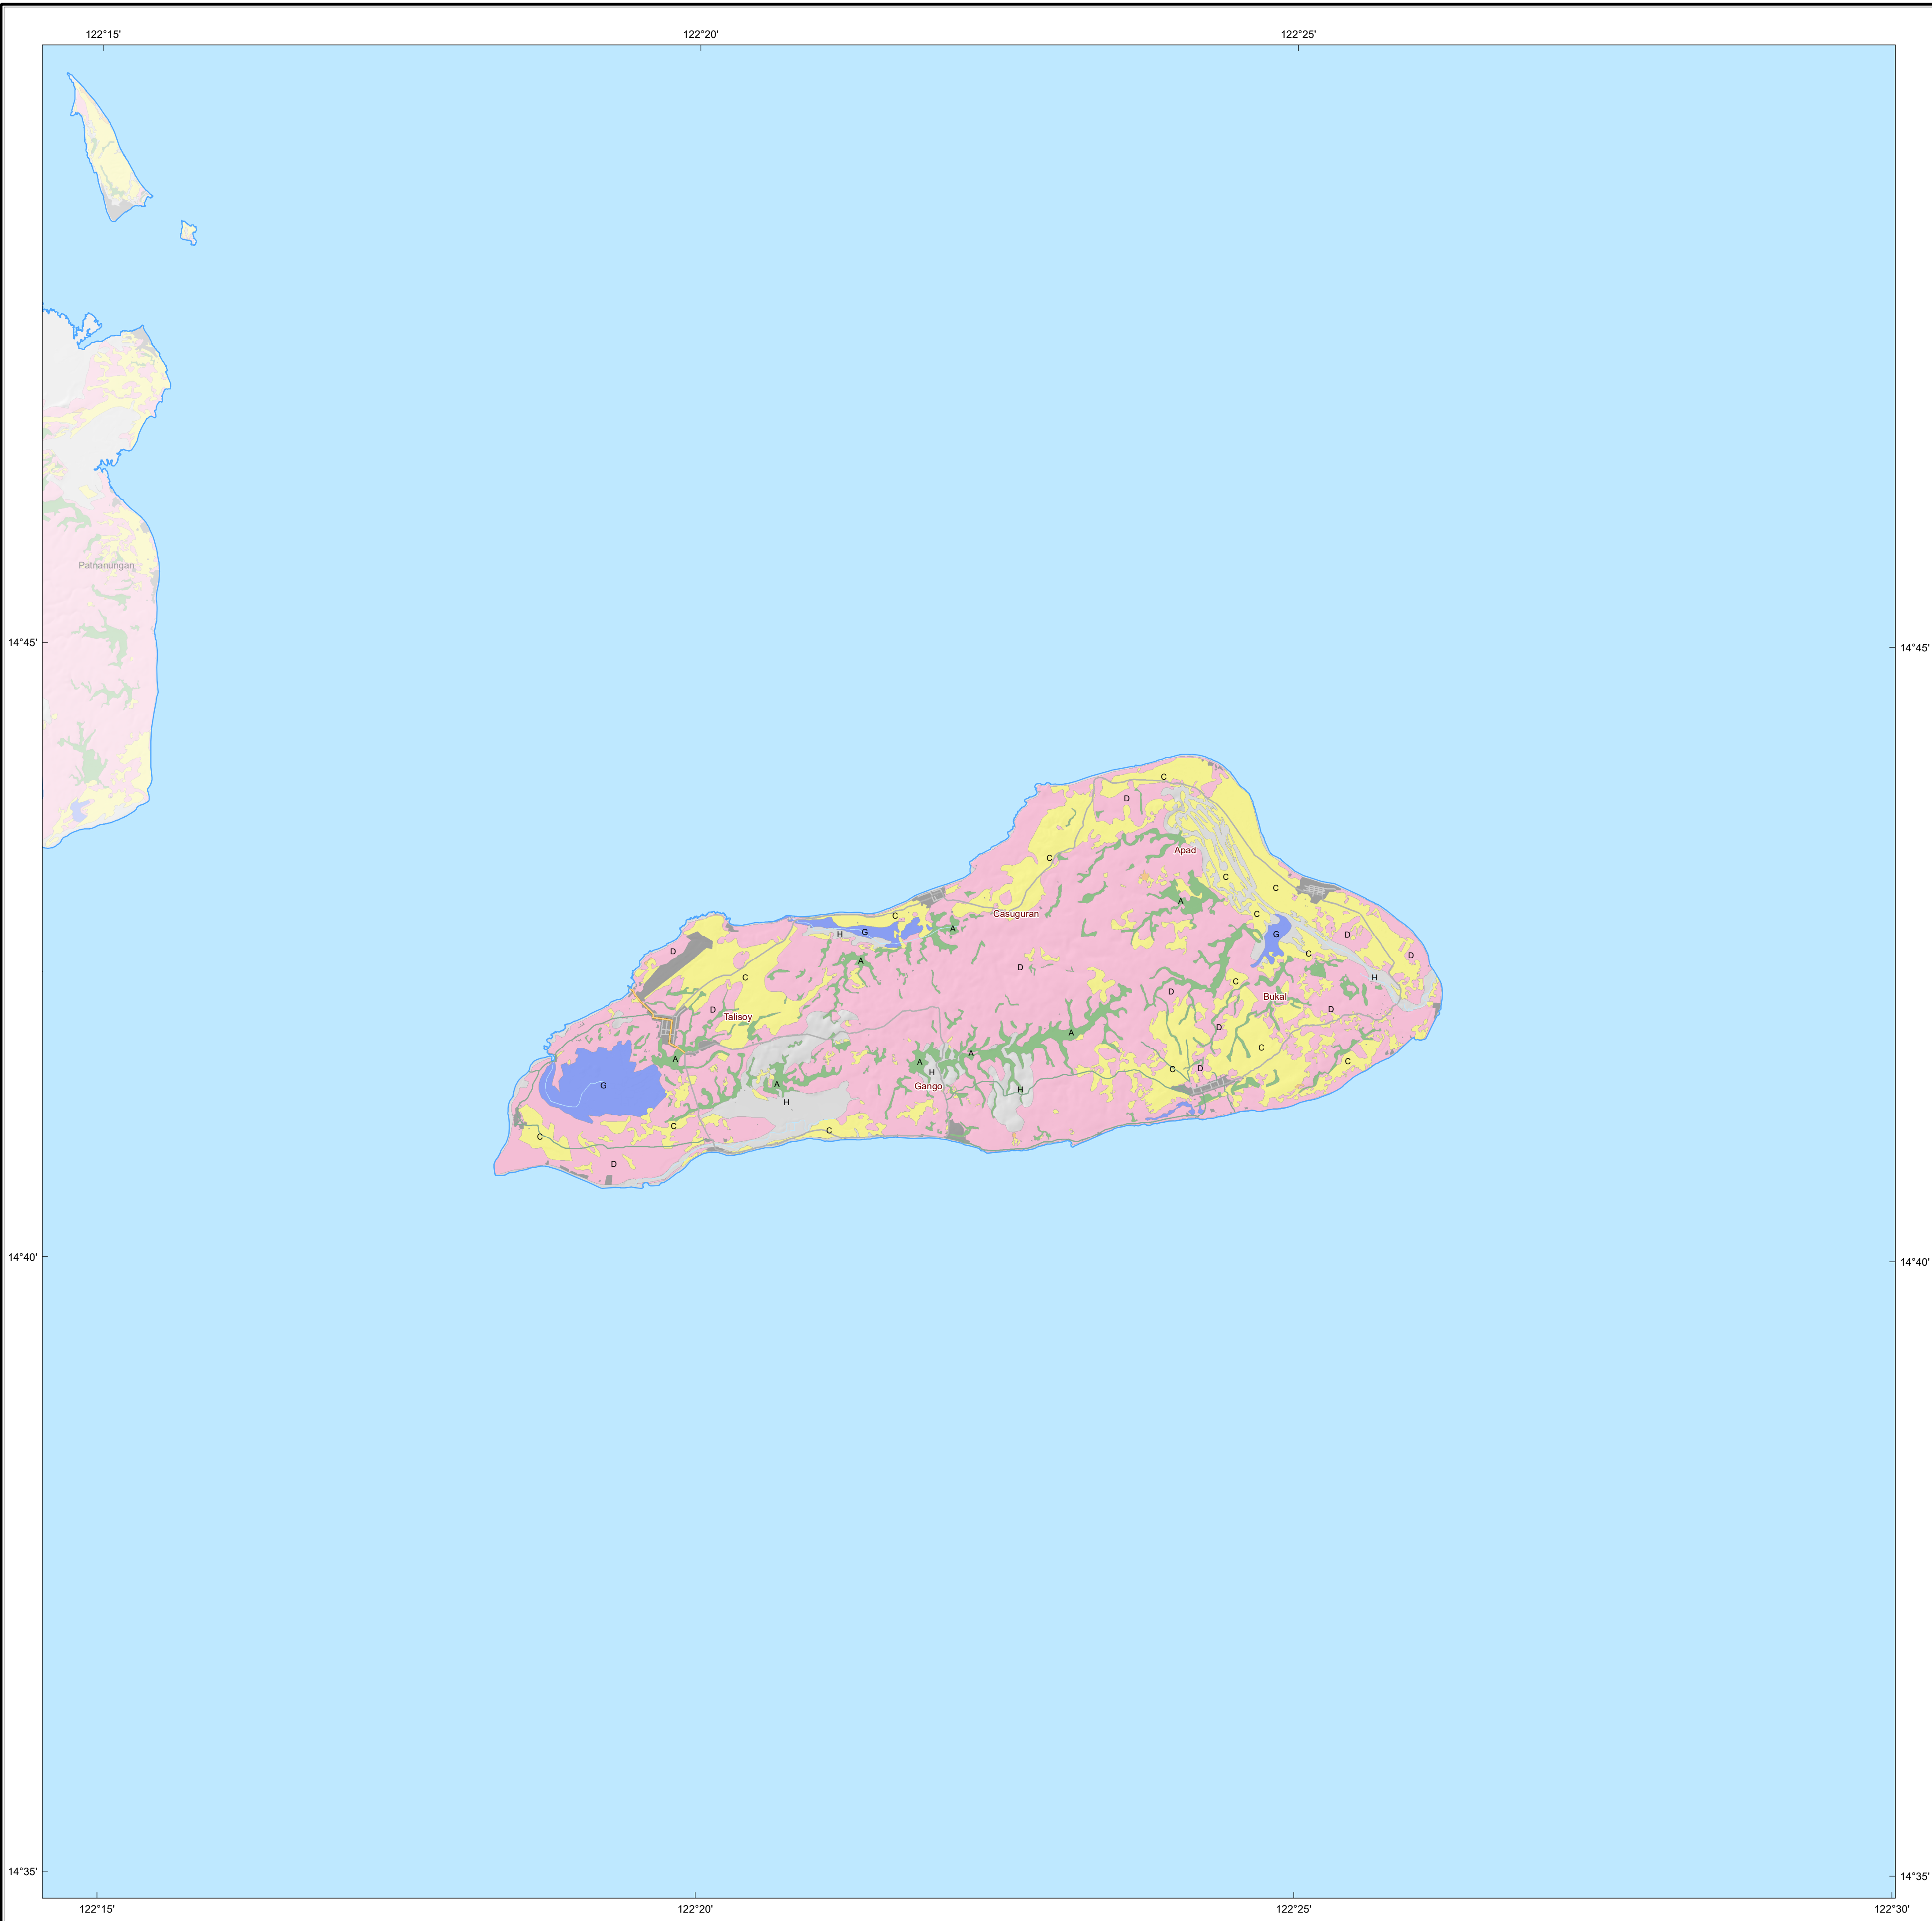 122°15' 122°20' 122°25'
Patnanungan
14°45' 14°45'
C
D
Apad
C
C
C
A
C
Casuguran
C
A
H
G
G
D
D
D
C
D
H
A
D
C
C
D
Bukal
D
Talisoy
D
D
A
C
A
A
A
C
H
C
D
Gango
G
A
H
H
C
C
C
D
14°40' 14°40'
14°35' 14°35'
122°15' 122°20' 122°25' 122°30'